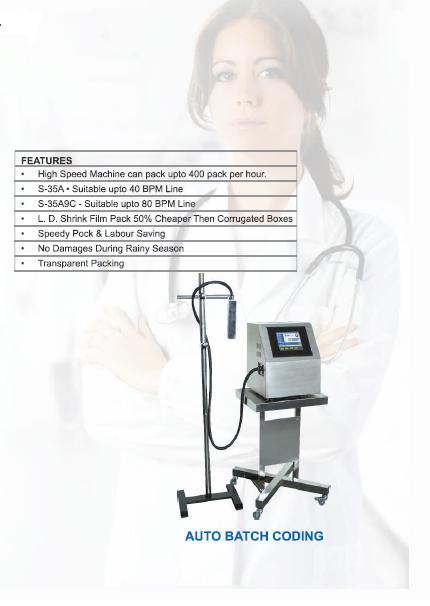 FEATURES
• High Speed Machine can pack upto 400 pack per hour.
• S-35A • Suitable upto 40 BPM Line
• S-35A9C - Suitable upto 80 BPM Line
• L. D. Shrink Film Pack 50% Cheaper Then Corrugated Boxes
• Speedy Pock & Labour Saving
• No Damages During Rainy Season
• Transparent Packing
AUTO BATCH CODING